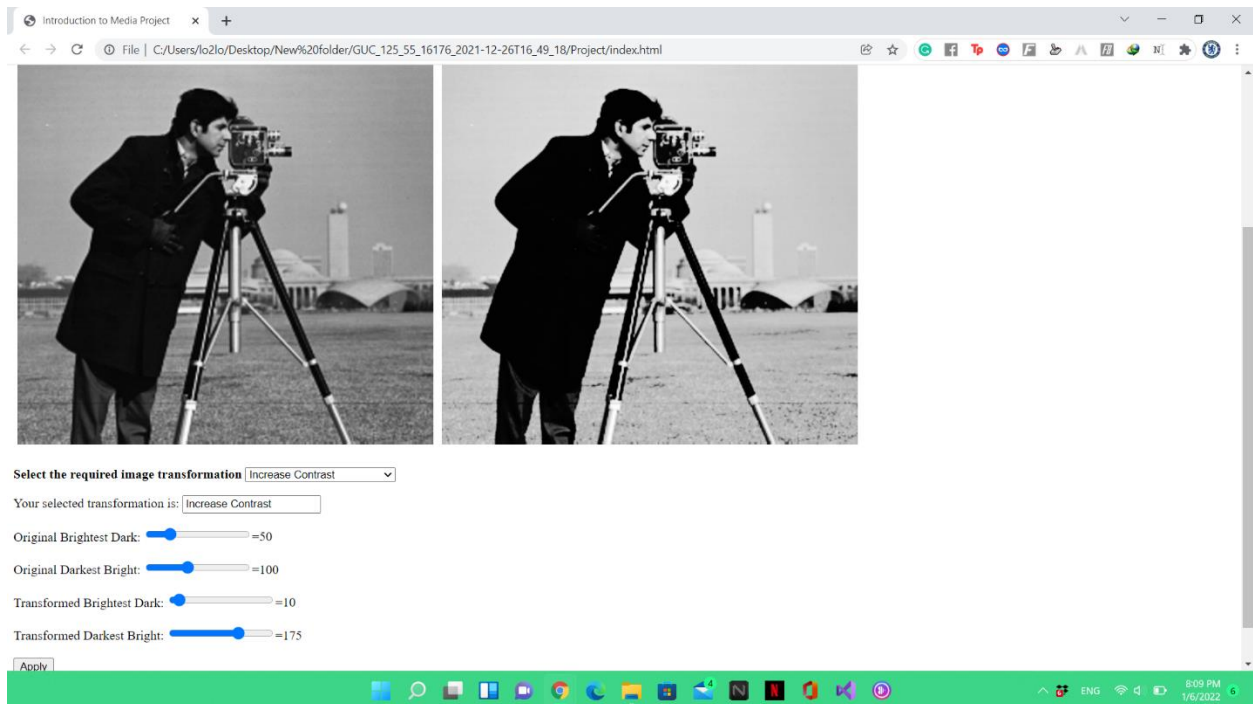 Introduction to Media Project
File | C:/Users/lo2lo/Desktop/New%20folder/GUC_125_55_16176_2021-12-26T16_49_18/Project/index.html
Select the required image transformation Increase Contrast
Your selected transformation is: Increase Contrast
Original Brightest Dark: =50
Original Darkest Bright: =100
Transformed Brightest Dark: =10
Transformed Darkest Bright: =175
Apply
ENG 8:09 PM
1/6/2022 6